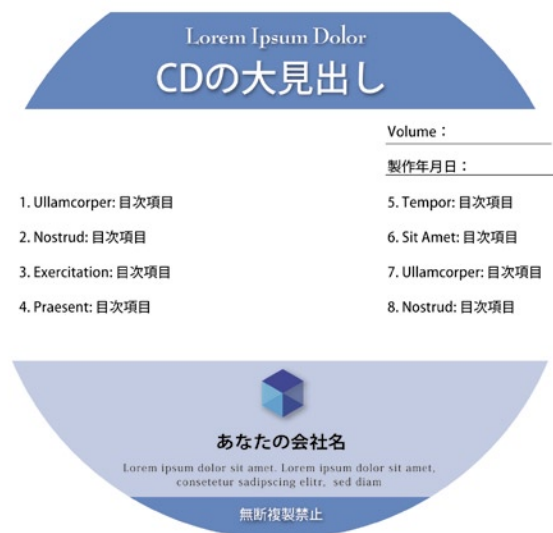 Lorem Ipsum Dolor
CDの大見出し
Volume：
製作年月日：
1. Ullamcorper: 目次項目
2. Nostrud: 目次項目
3. Exercitation: 目次項目
4. Praesent: 目次項目
5. Tempor: 目次項目
6. Sit Amet: 目次項目
7. Ullamcorper: 目次項目
8. Nostrud: 目次項目
あなたの会社名
Lorem ipsum dolor sit amet. Lorem ipsum dolor sit amet,
consetetur sadipscing elitr, sed diam
無断複製禁止